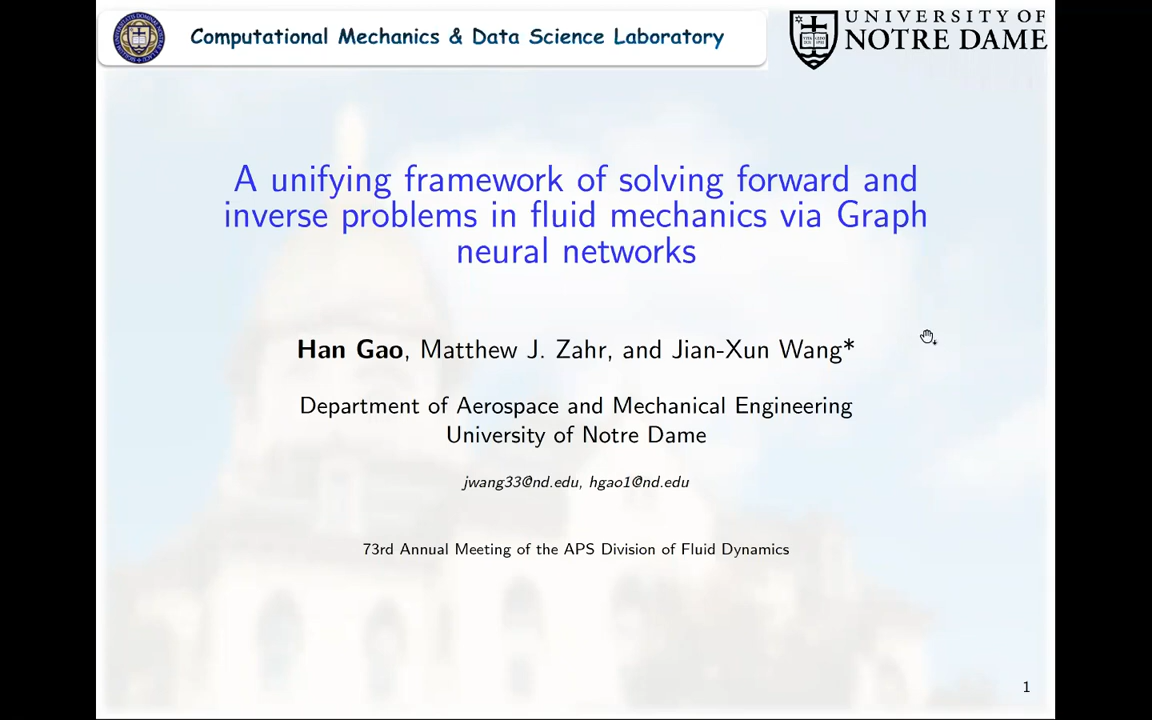 Computational Mechanics & Data Science Laboratory
UNIVERSITY OF
NOTRE DAME
A unifying framework of solving forward and
inverse problems in fluid mechanics via Graph
neural networks
Han Gao, Matthew J. Zahr, and Jian-Xun Wang*
Department of Aerospace and Mechanical Engineering
University of Notre Dame
jwang33@nd.edu, hgao1@nd.edu
73rd Annual Meeting of the APS Division of Fluid Dynamics
1